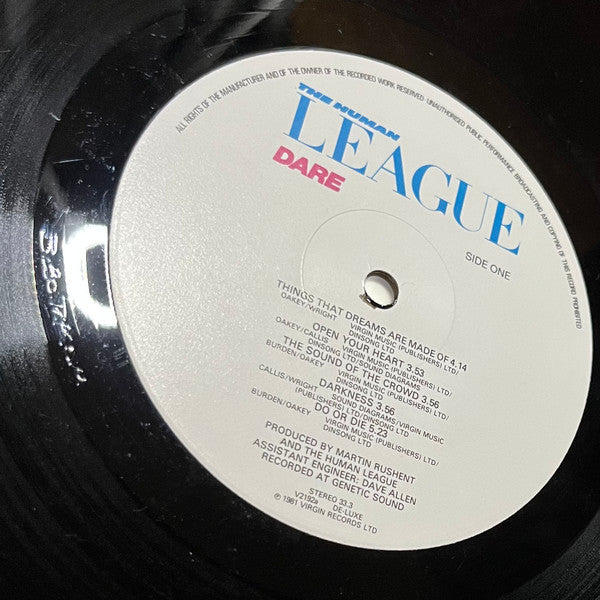 ALL RIGHTS OF THE MANUFACTURER AND OF THE OWNER OF THE RECORDED WORK RESERVED UNAUTHORISED PUBLIC PERFORMANCE BROADCASTING AND COPYING OF THIS RECORD PROHIBITED
THE HUMAN
LEAGUE
DARE
SIDE ONE
THINGS THAT DREAMS ARE MADE OF 4.14
OAKEY/WRIGHT VIRGIN MUSIC (PUBLISHERS) LTD/
DINSONG LTD
OPEN YOUR HEART 3.53
OAKEY/CALLIS VIRGIN MUSIC (PUBLISHERS) LTD/
DINSONG LTD/SOUND DIAGRAMS
THE SOUND OF THE CROWD 3.56
BURDEN/OAKEY VIRGIN MUSIC (PUBLISHERS) LTD/
DINSONG LTD
DARKNESS 3.56
CALLIS/WRIGHT SOUND DIAGRAMS/VIRGIN MUSIC
(PUBLISHERS) LTD/DINSONG LTD
DO OR DIE 5.23
BURDEN/OAKEY VIRGIN MUSIC (PUBLISHERS) LTD/
DINSONG LTD
PRODUCED BY MARTIN RUSHENT
AND THE HUMAN LEAGUE
ASSISTANT ENGINEER: DAVE ALLEN
RECORDED AT GENETIC SOUND
STEREO 33.3
V2192a DE-LUXE
℗ 1981 VIRGIN RECORDS LTD